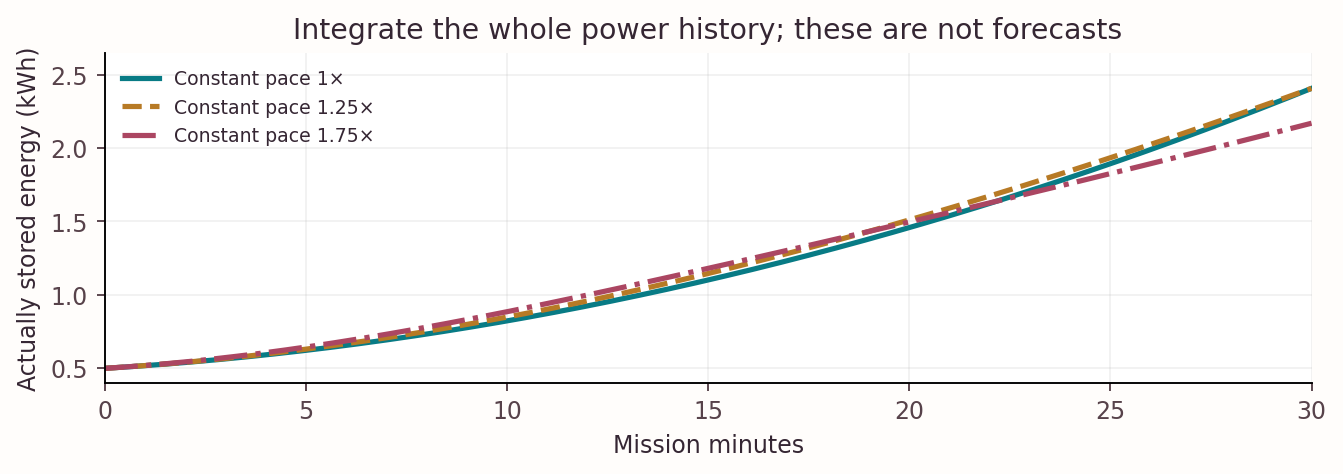 Integrate the whole power history; these are not forecasts
Actually stored energy (kWh)
2.5
2.0
1.5
1.0
0.5
Constant pace 1×
Constant pace 1.25×
Constant pace 1.75×
0 5 10 15 20 25 30
Mission minutes